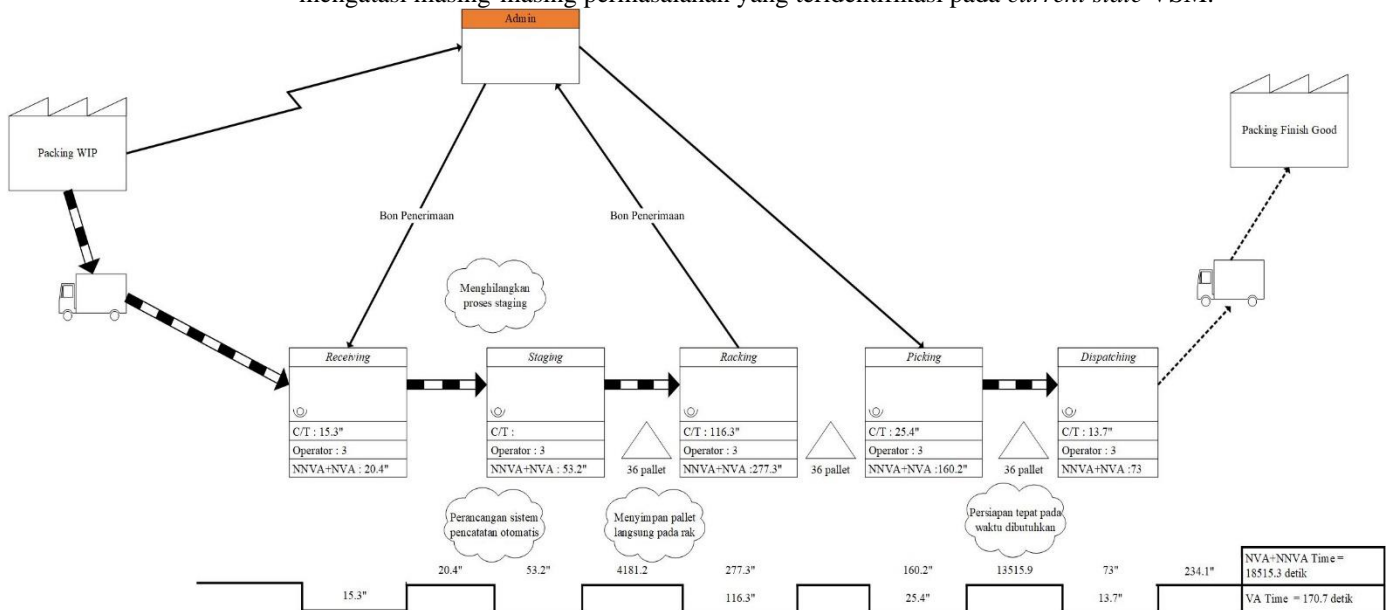 mengatasi masing-masing permasalahan yang teridentifikasi pada current state VSM.
Admin
Packing WIP
Packing Finish Good
Bon Penerimaan
Bon Penerimaan
Menghilangkan
proses staging
Receiving
C/T : 15.3"
Operator : 3
NNVA+NVA : 20.4"
Staging
C/T :
Operator : 3
NNVA+NVA : 53.2"
36 pallet
Racking
C/T : 116.3"
Operator : 3
NNVA+NVA :277.3"
36 pallet
Picking
C/T : 25.4"
Operator : 3
NNVA+NVA :160.2"
36 pallet
Dispatching
C/T : 13.7"
Operator : 3
NNVA+NVA :73
Perancangan sistem
pencatatan otomatis
Menyimpan pallet
langsung pada rak
Persiapan tepat pada
waktu dibutuhkan
20.4" 53.2" 4181.2 277.3" 160.2" 13515.9 73" 234.1"
NVA+NNVA Time =
18515.3 detik
15.3" 116.3" 25.4" 13.7"
VA Time = 170.7 detik